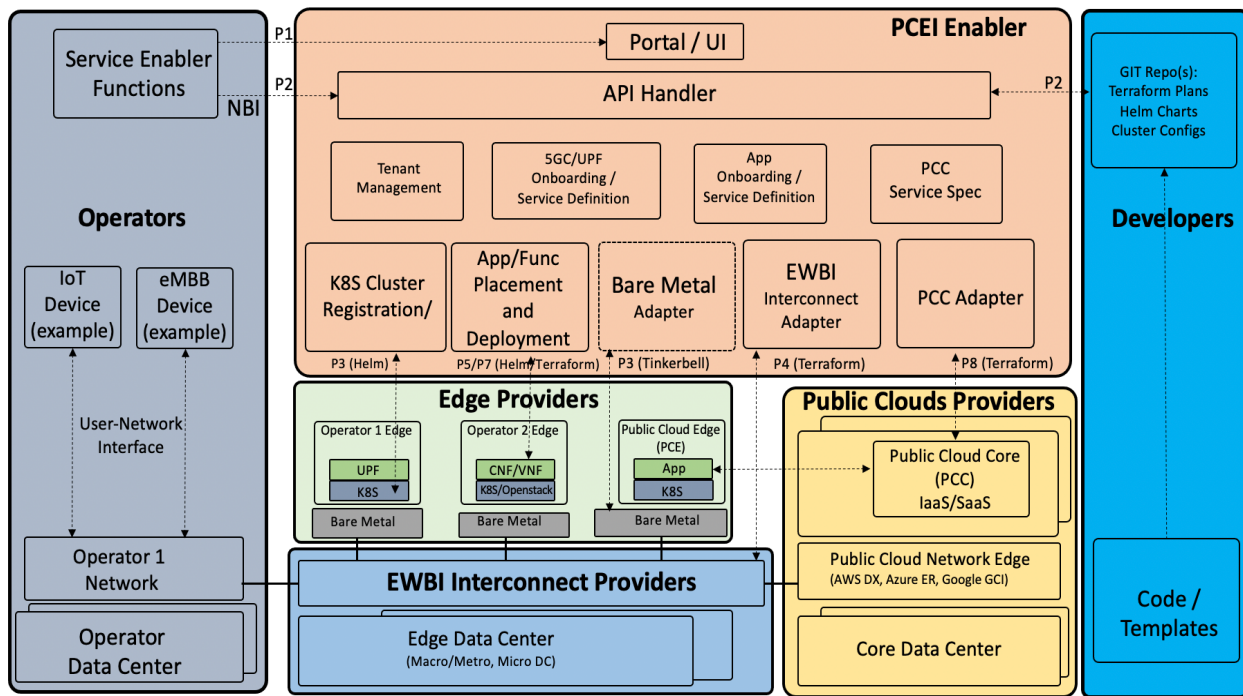 Service Enabler
Functions
NBI
P1
P2
Operators
IoT
Device
(example)
eMBB
Device
(example)
User-Network
Interface
Operator 1
Network
Operator
Data Center
PCEI Enabler
Portal / UI
API Handler
Tenant
Management
5GC/UPF
Onboarding /
Service Definition
App
Onboarding /
Service Definition
PCC
Service Spec
K8S Cluster
Registration/
App/Func
Placement
and
Deployment
Bare Metal
Adapter
EWBI
Interconnect
Adapter
PCC Adapter
P3 (Helm)
P5/P7 (Helm/Terraform)
P3 (Tinkerbell)
P4 (Terraform)
P8 (Terraform)
Edge Providers
Operator 1 Edge
UPF
K8S
Bare Metal
Operator 2 Edge
CNF/VNF
K8S/Openstack
Bare Metal
Public Cloud Edge
(PCE)
App
K8S
Bare Metal
EWBI Interconnect Providers
Edge Data Center
(Macro/Metro, Micro DC)
Public Clouds Providers
Public Cloud Core
(PCC)
IaaS/SaaS
Public Cloud Network Edge
(AWS DX, Azure ER, Google GCI)
Core Data Center
P2
GIT Repo(s):
Terraform Plans
Helm Charts
Cluster Configs
Developers
Code /
Templates